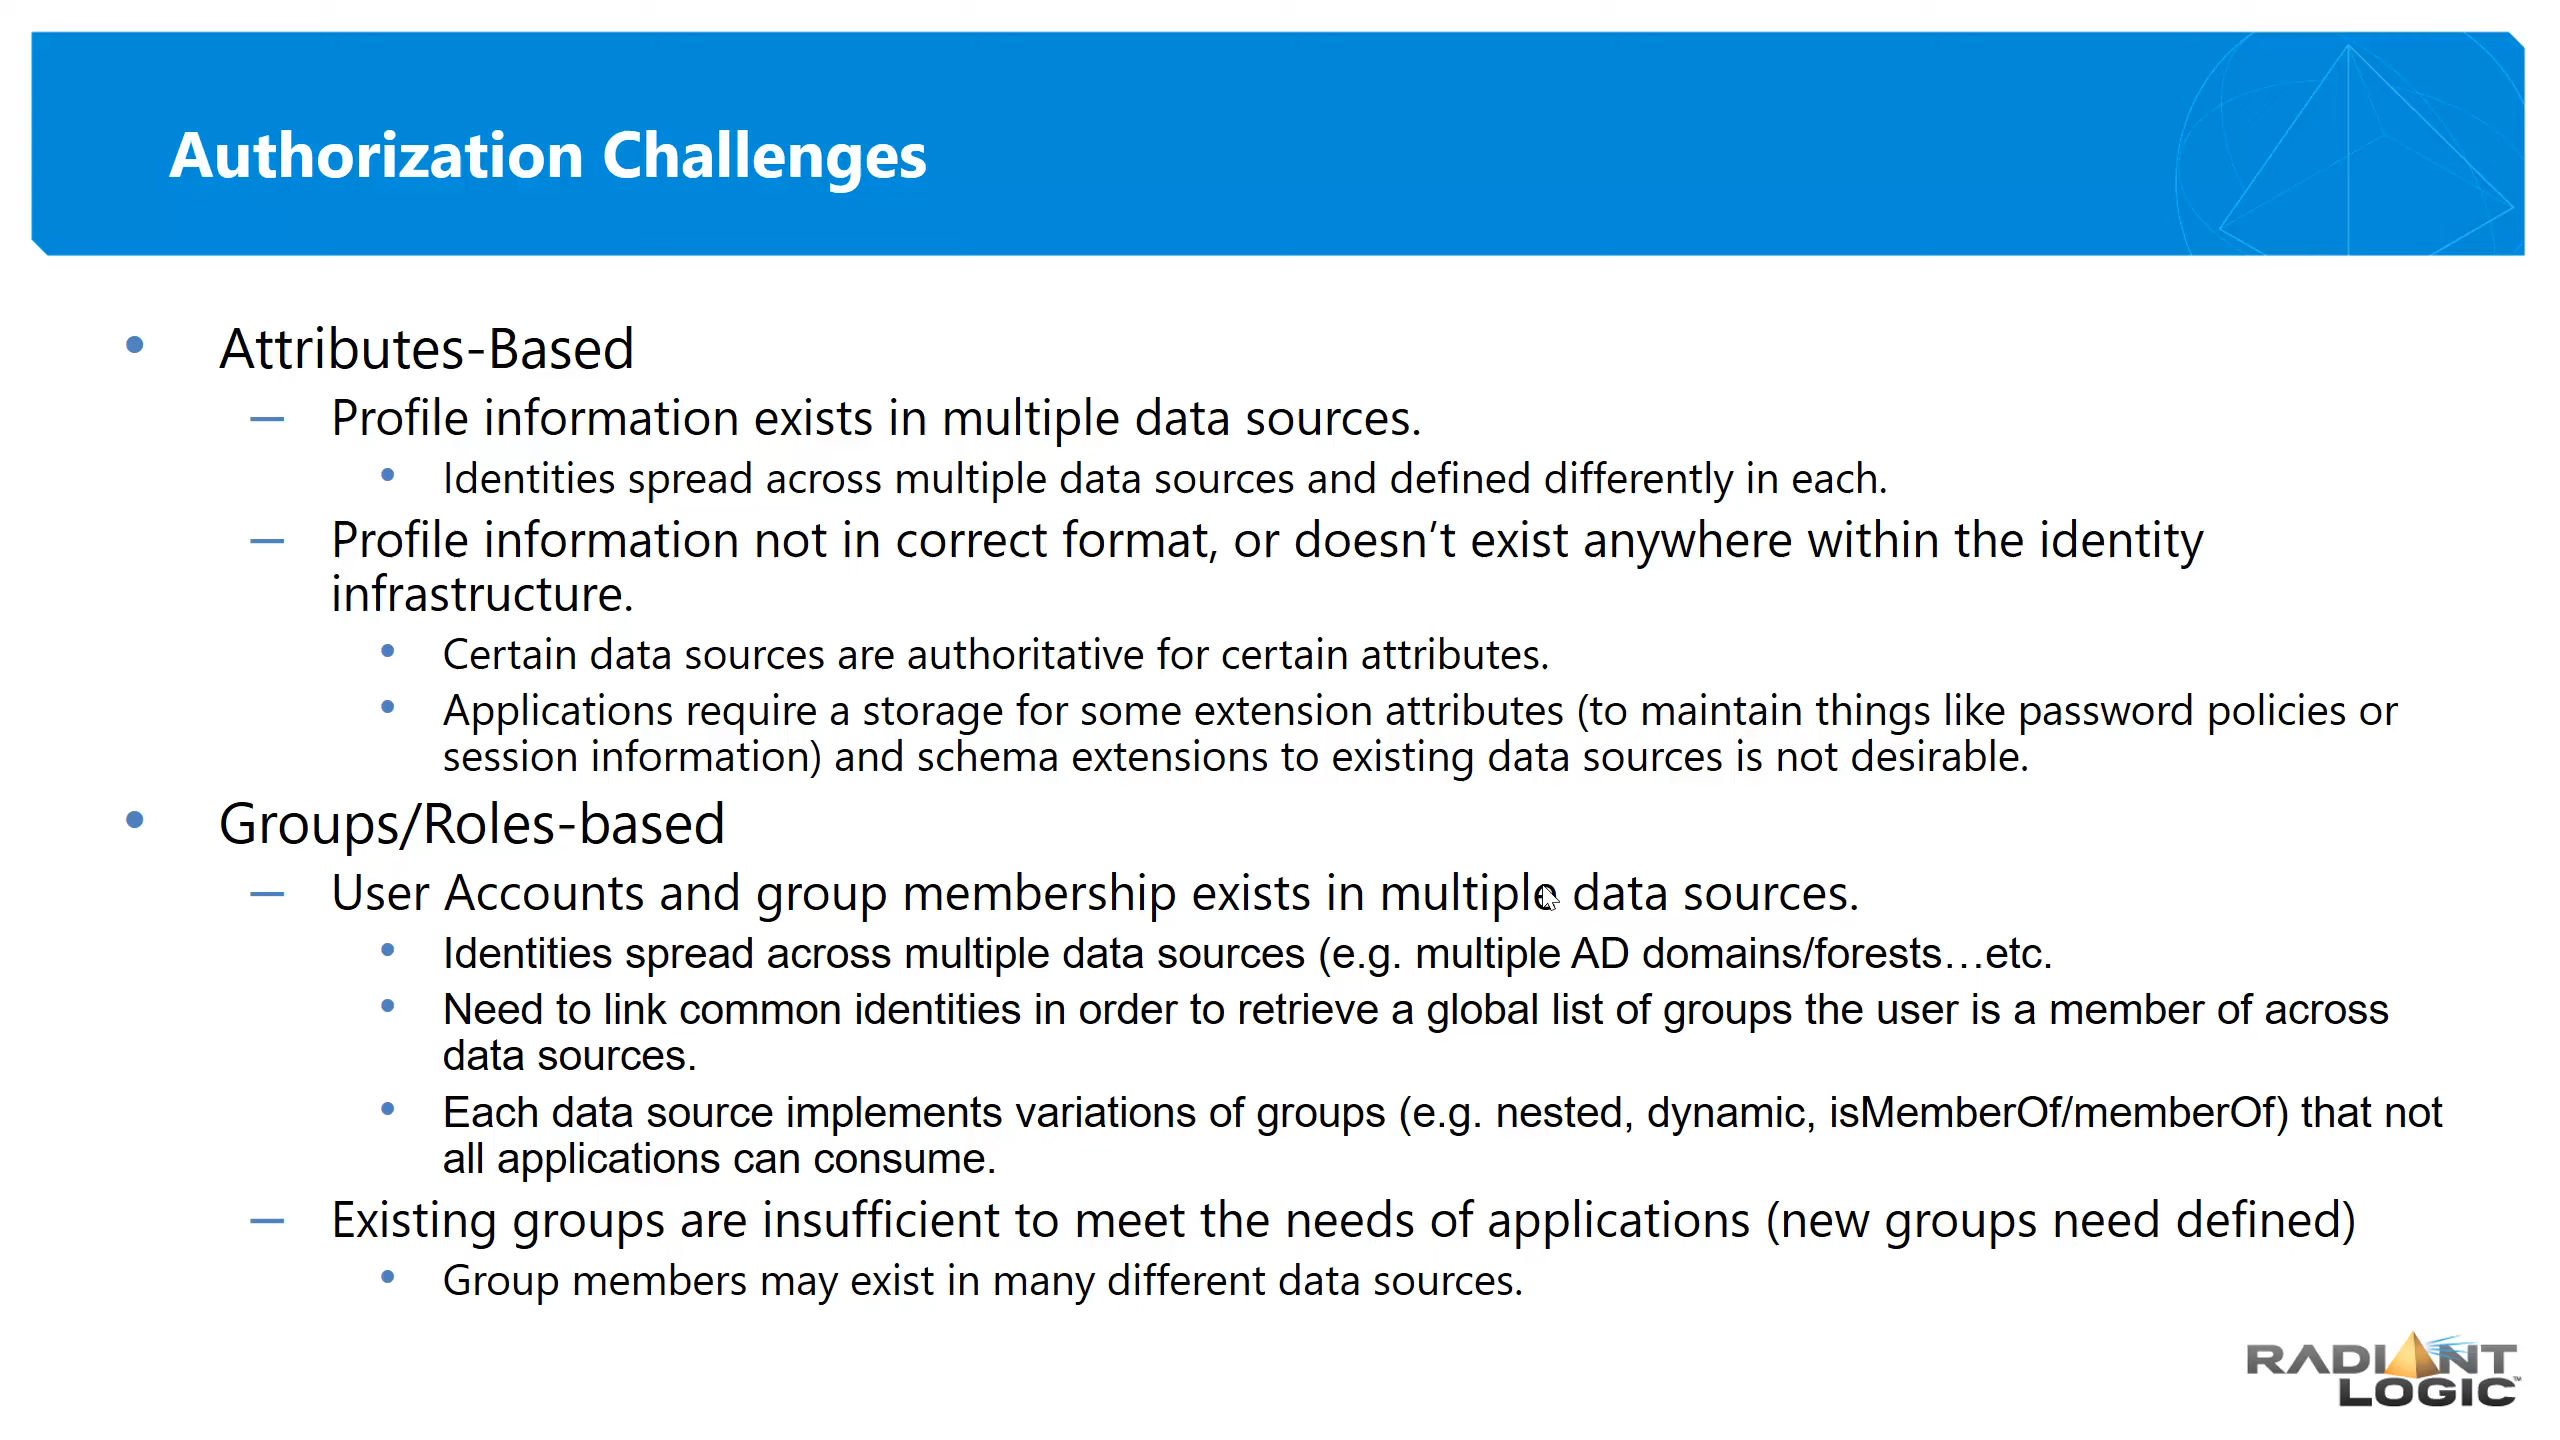 Authorization Challenges
• Attributes-Based
– Profile information exists in multiple data sources.
• Identities spread across multiple data sources and defined differently in each.
– Profile information not in correct format, or doesn’t exist anywhere within the identity
infrastructure.
• Certain data sources are authoritative for certain attributes.
• Applications require a storage for some extension attributes (to maintain things like password policies or
session information) and schema extensions to existing data sources is not desirable.
• Groups/Roles-based
– User Accounts and group membership exists in multiple data sources.
• Identities spread across multiple data sources (e.g. multiple AD domains/forests…etc.
• Need to link common identities in order to retrieve a global list of groups the user is a member of across
data sources.
• Each data source implements variations of groups (e.g. nested, dynamic, isMemberOf/memberOf) that not
all applications can consume.
– Existing groups are insufficient to meet the needs of applications (new groups need defined)
• Group members may exist in many different data sources.
RADIANT
LOGIC™